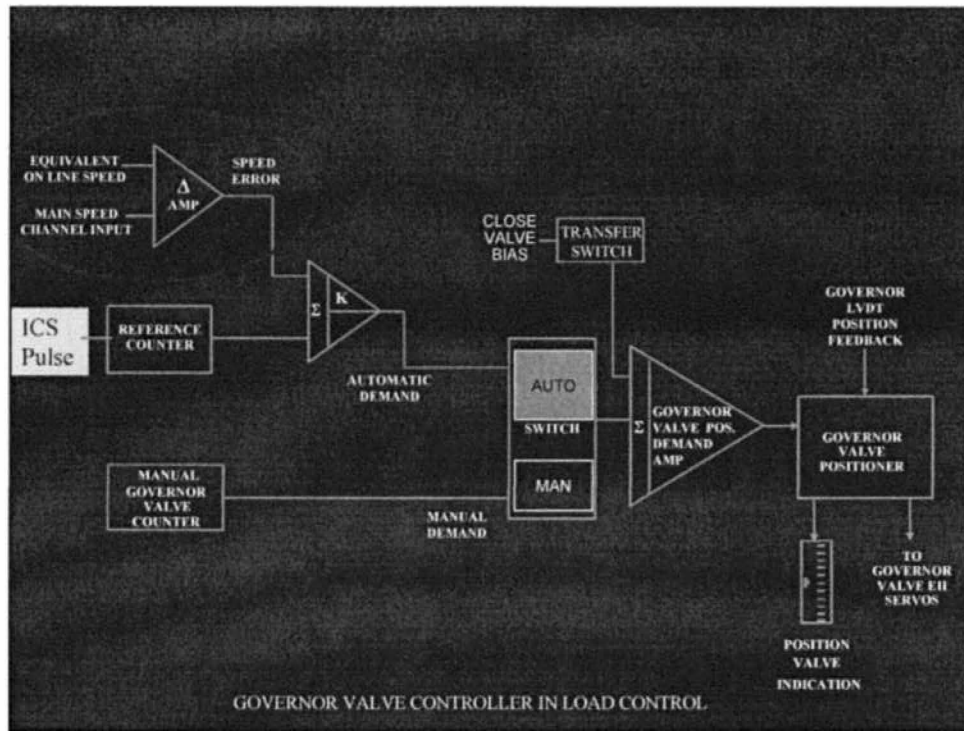 EQUIVALENT
ON LINE SPEED
MAIN SPEED
CHANNEL INPUT
Δ
AMP
SPEED
ERROR
ICS
Pulse
REFERENCE
COUNTER
Σ
K
AUTOMATIC
DEMAND
CLOSE
VALVE
BIAS
TRANSFER
SWITCH
MANUAL
GOVERNOR
VALVE
COUNTER
MANUAL
DEMAND
AUTO
SWITCH
MAN
Σ
GOVERNOR
VALVE POS.
DEMAND
AMP
GOVERNOR
LVDT
POSITION
FEEDBACK
GOVERNOR
VALVE
POSITIONER
POSITION
VALVE
INDICATION
TO
GOVERNOR
VALVE EH
SERVOS
GOVERNOR VALVE CONTROLLER IN LOAD CONTROL